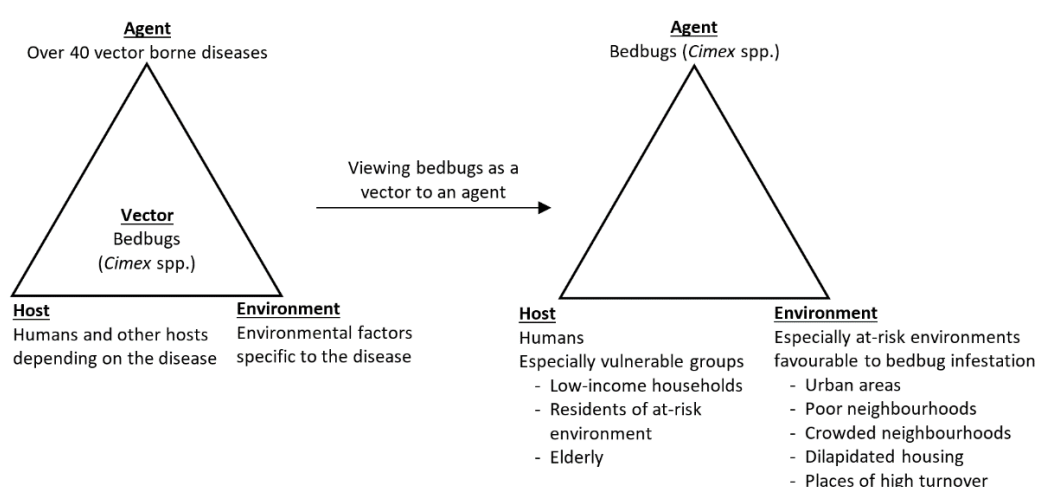 Agent
Over 40 vector borne diseases
Vector
Bedbugs
(Cimex spp.)
Host
Humans and other hosts
depending on the disease
Environment
Environmental factors
specific to the disease
Viewing bedbugs as a
vector to an agent
Agent
Bedbugs (Cimex spp.)
Host
Humans
Especially vulnerable groups
- Low-income households
- Residents of at-risk
environment
- Elderly
Environment
Especially at-risk environments
favourable to bedbug infestation
- Urban areas
- Poor neighbourhoods
- Crowded neighbourhoods
- Dilapidated housing
- Places of high turnover